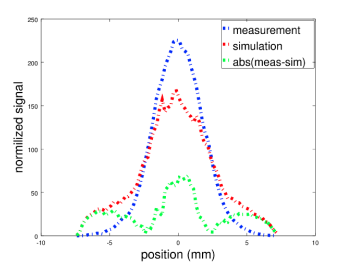 250
200
150
100
50
0
-10
-5
0
5
10
position (mm)
normilized signal
measurement
simulation
abs(meas-sim)